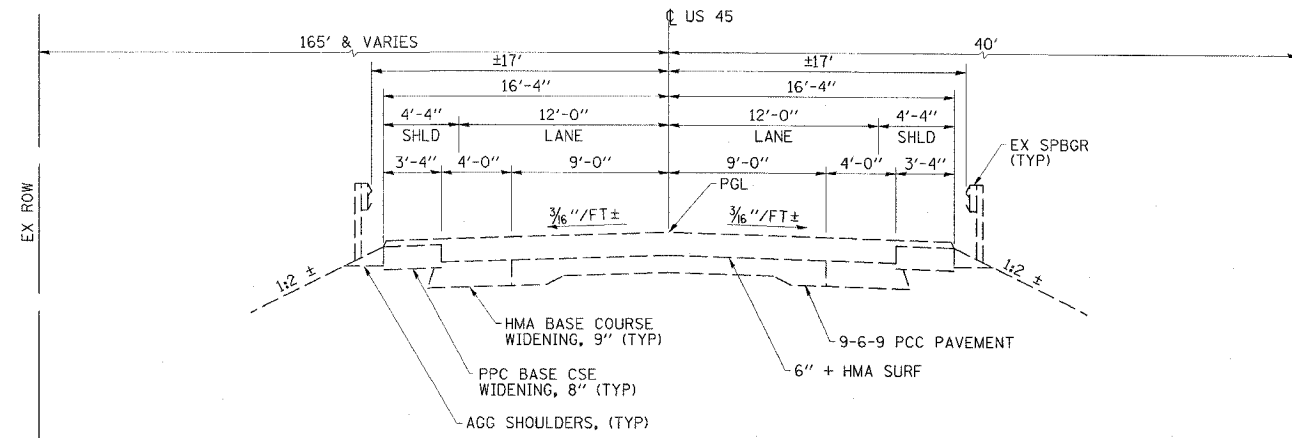 ℄ US 45
165' & VARIES
40'
±17'
±17'
16'-4"
16'-4"
4'-4"
12'-0"
12'-0"
4'-4"
SHLD
LANE
LANE
SHLD
EX SPBGR
(TYP)
3'-4"
4'-0"
9'-0"
9'-0"
4'-0"
3'-4"
PGL
3/16"/FT±
3/16"/FT±
EX ROW
1:2 ±
1:2 ±
HMA BASE COURSE
WIDENING, 9" (TYP)
9-6-9 PCC PAVEMENT
6" + HMA SURF
PPC BASE CSE
WIDENING, 8" (TYP)
AGG SHOULDERS, (TYP)